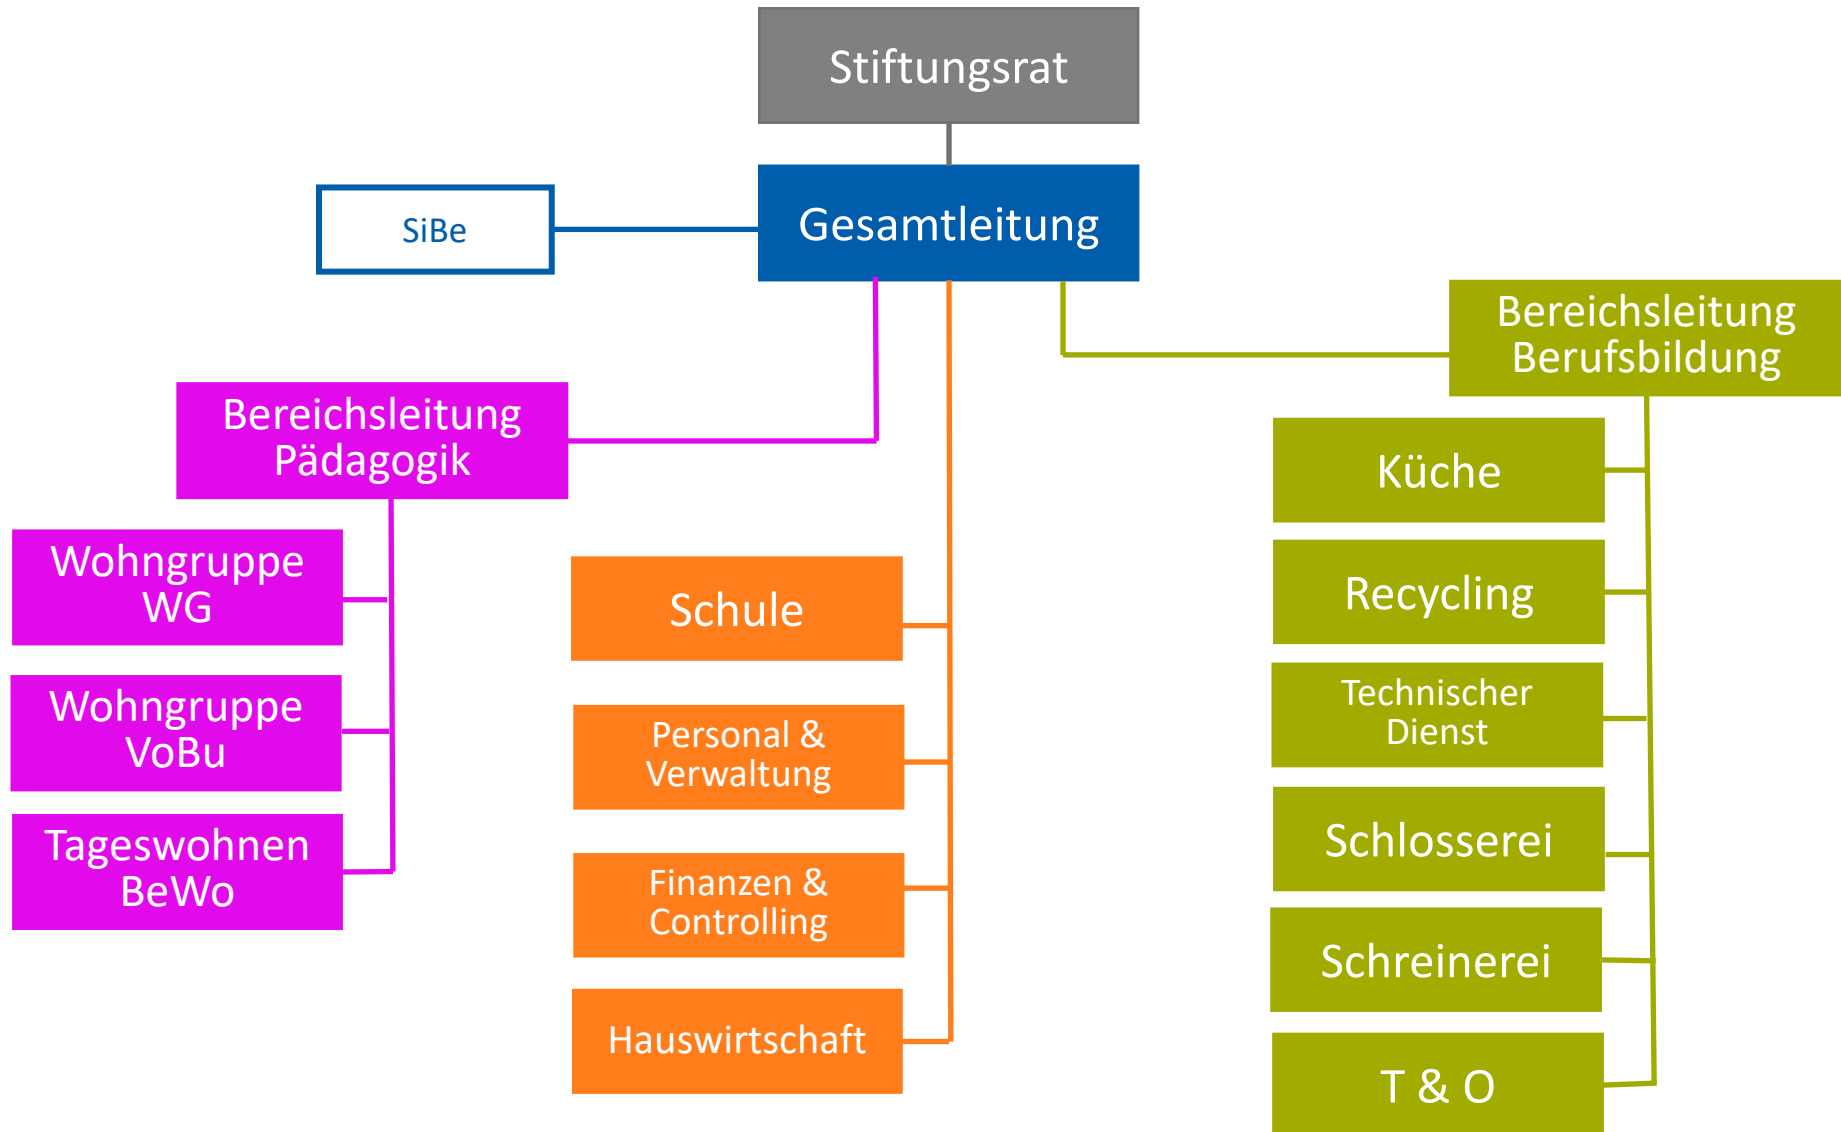 Stiftungsrat
Gesamtleitung
SiBe
Bereichsleitung
Pädagogik
Wohngruppe
WG
Wohngruppe
VoBu
Tageswohnen
BeWo
Schule
Personal &
Verwaltung
Finanzen &
Controlling
Hauswirtschaft
Bereichsleitung
Berufsbildung
Küche
Recycling
Technischer
Dienst
Schlosserei
Schreinerei
T & O